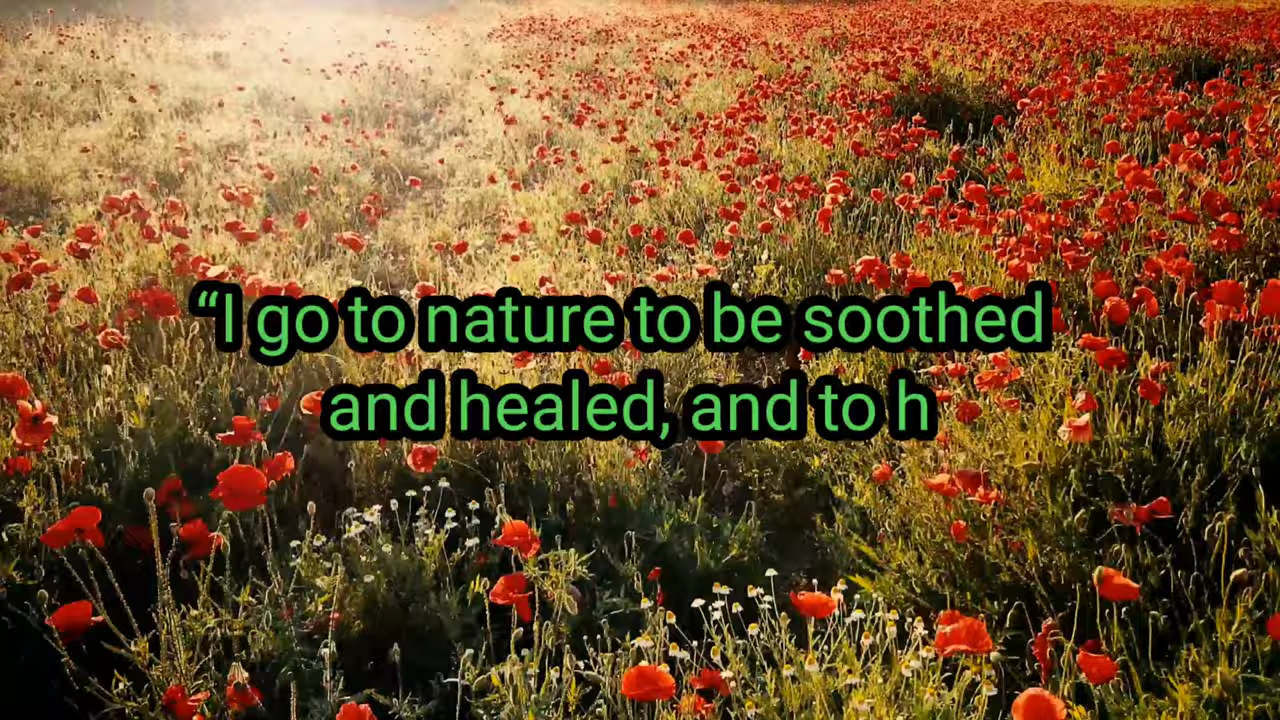 “I go to nature to be soothed
and healed, and to h